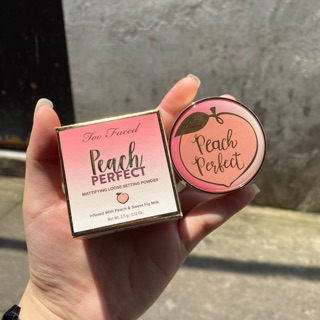 Too Faced
Peach
PERFECT
MATTIFYING LOOSE SETTING POWDER
Infused With Peach & Sweet Fig Milk
Peach
Perfect